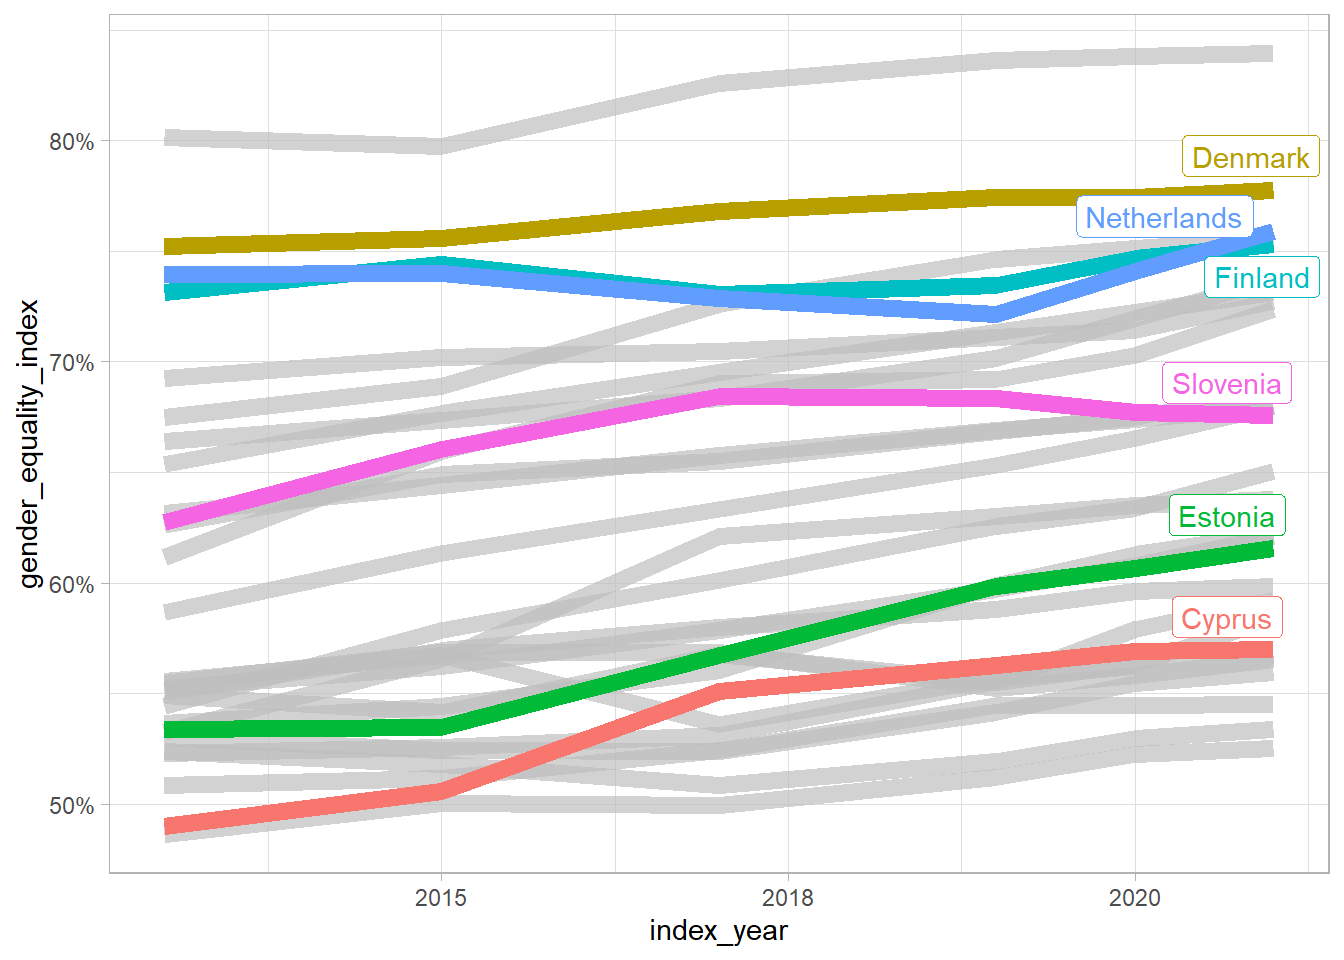 80%
70%
60%
50%
gender_equality_index
Denmark
Netherlands
Finland
Slovenia
Estonia
Cyprus
2015
2018
2020
index_year